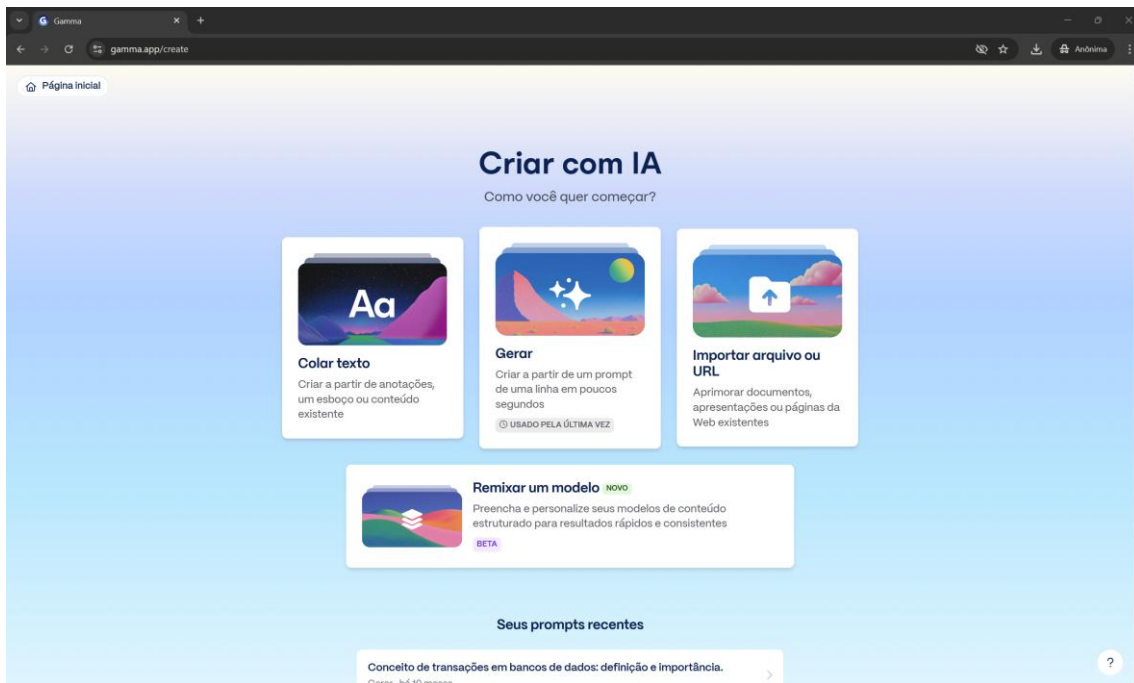 Gamma
gamma.app/create
Anônima
Página inicial
Criar com IA
Como você quer começar?
Aa
Colar texto
Criar a partir de anotações,
um esboço ou conteúdo
existente
Gerar
Criar a partir de um prompt
de uma linha em poucos
segundos
USADO PELA ÚLTIMA VEZ
Importar arquivo ou
URL
Aprimorar documentos,
apresentações ou páginas da
Web existentes
Remixar um modelo NOVO
Preencha e personalize seus modelos de conteúdo
estruturado para resultados rápidos e consistentes
BETA
Seus prompts recentes
Conceito de transações em bancos de dados: definição e importância.
?